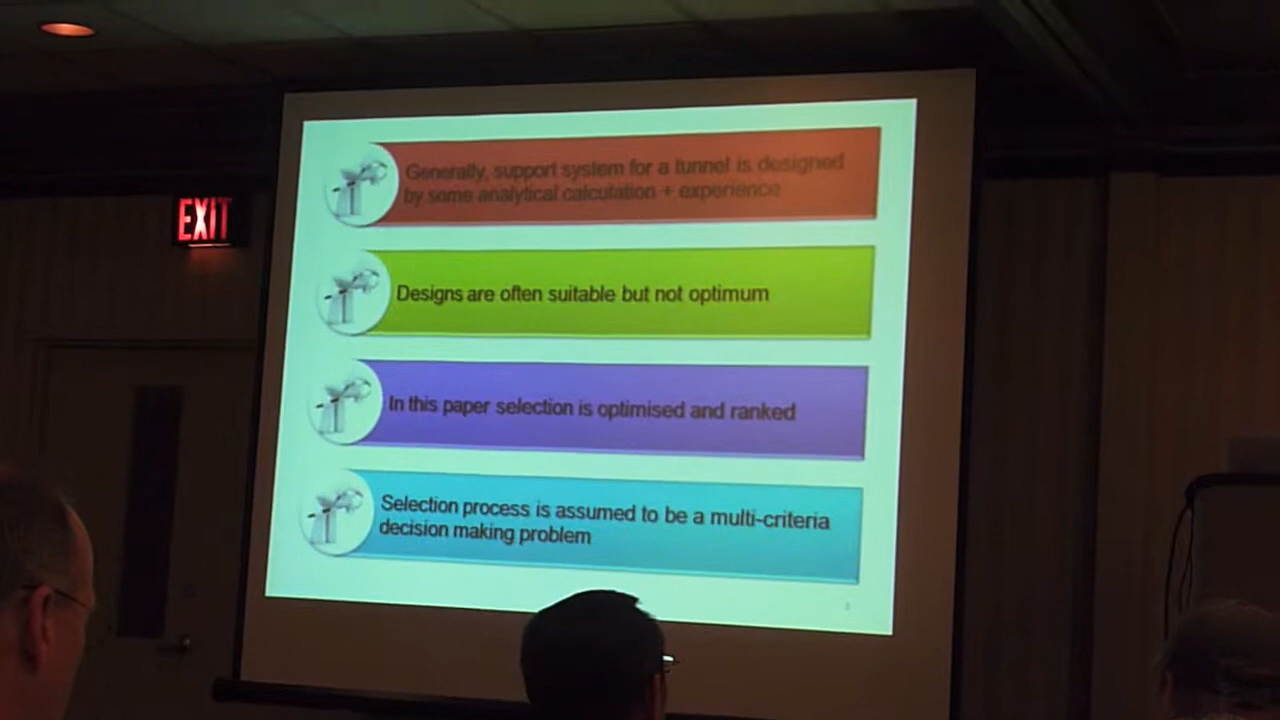 EXIT
Generally, support system for a tunnel is designed
by some analytical calculation + experience
Designs are often suitable but not optimum
In this paper selection is optimised and ranked
Selection process is assumed to be a multi-criteria
decision making problem